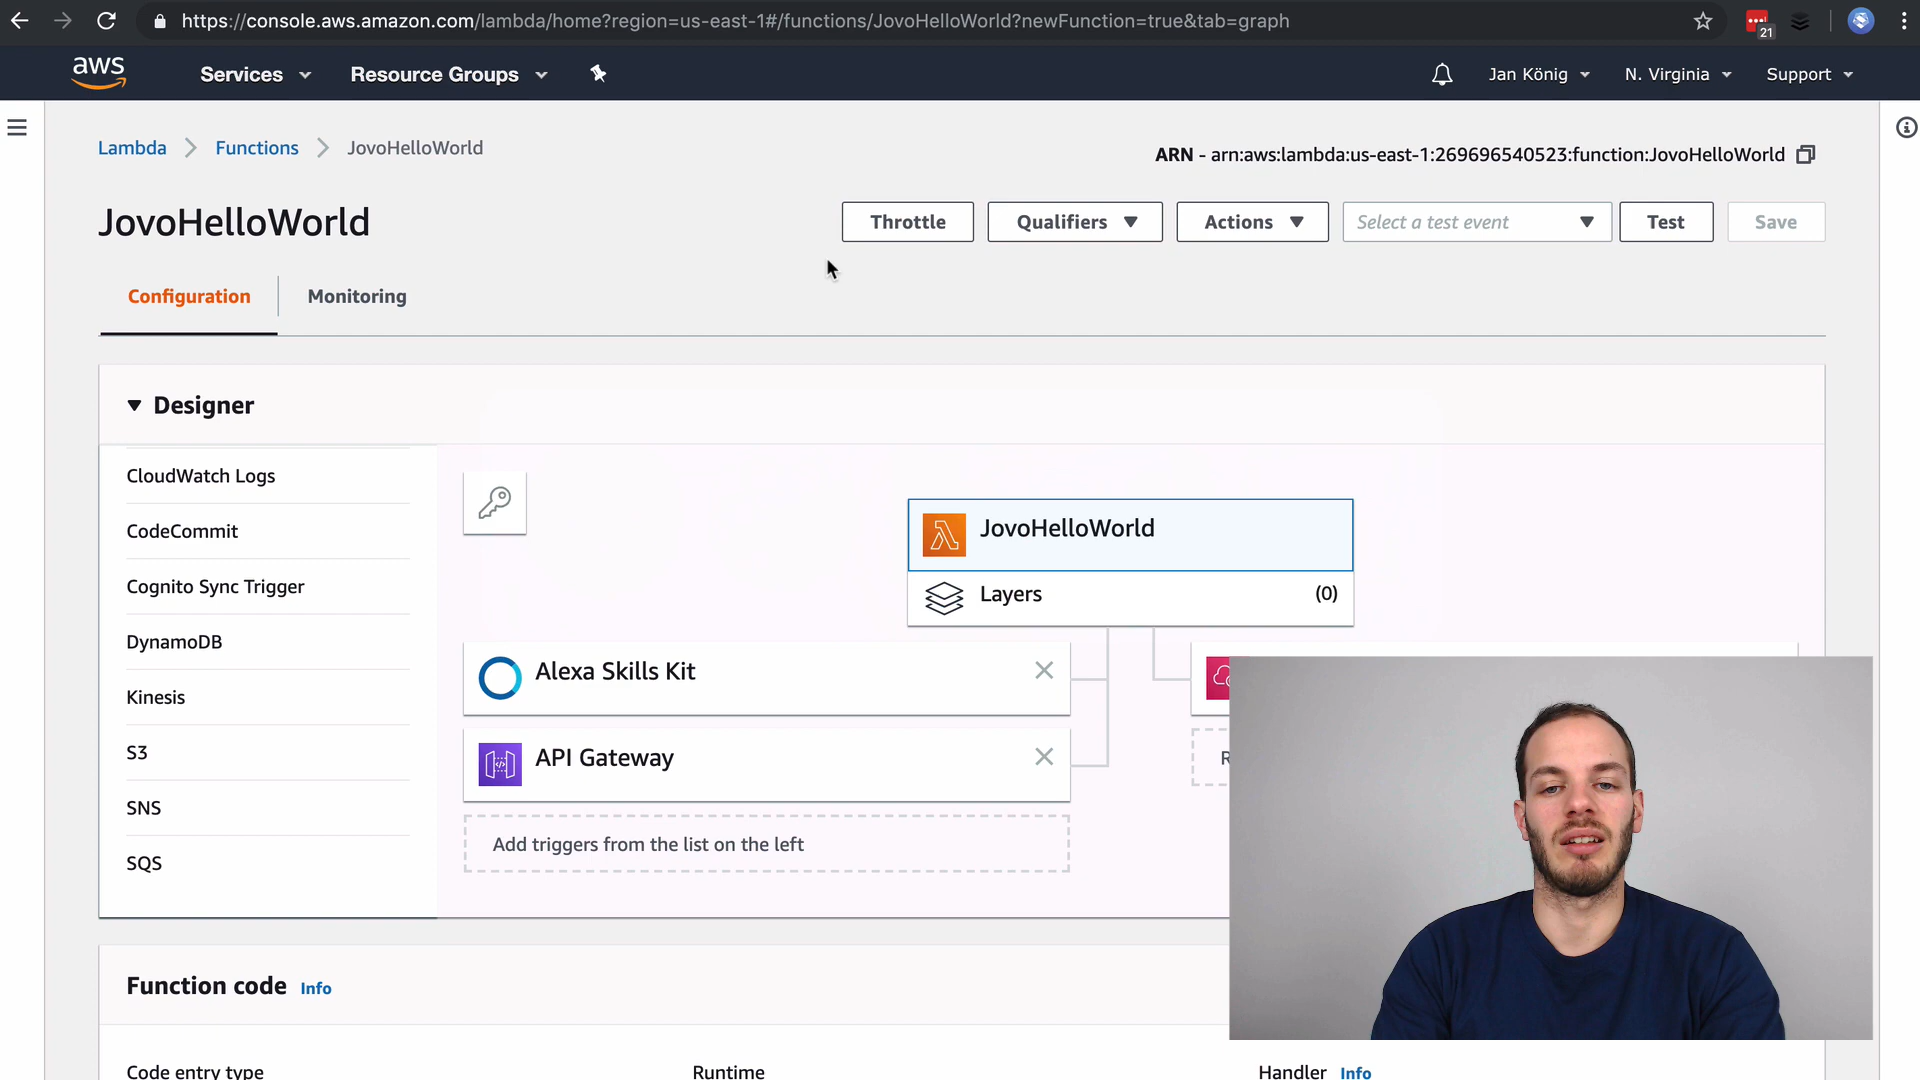 https://console.aws.amazon.com/lambda/home?region=us-east-1#/functions/JovoHelloWorld?newFunction=true&tab=graph
21
aws
Services
Resource Groups
Jan König
N. Virginia
Support
Lambda
Functions
JovoHelloWorld
ARN - arn:aws:lambda:us-east-1:269696540523:function:JovoHelloWorld
JovoHelloWorld
Throttle
Qualifiers
Actions
Select a test event
Test
Save
Configuration
Monitoring
Designer
CloudWatch Logs
CodeCommit
Cognito Sync Trigger
DynamoDB
Kinesis
S3
SNS
SQS
JovoHelloWorld
Layers
(0)
Alexa Skills Kit
API Gateway
Add triggers from the list on the left
Function code Info
Code entry type
Runtime
Handler Info